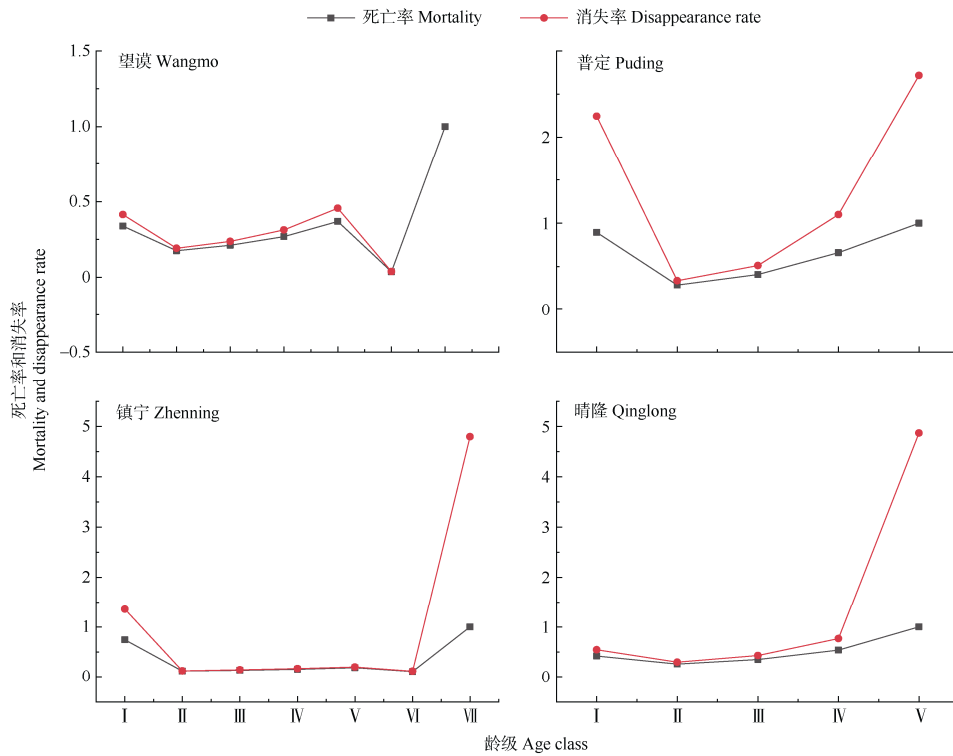 死亡率 Mortality
消失率 Disappearance rate
望谟 Wangmo
1.5
1.0
0.5
0
–0.5
普定 Puding
2
1
0
死亡率和消失率
Mortality and disappearance rate
镇宁 Zhenning
5
4
3
2
1
0
Ⅰ Ⅱ Ⅲ Ⅳ Ⅴ Ⅵ Ⅶ
晴隆 Qinglong
5
4
3
2
1
0
Ⅰ Ⅱ Ⅲ Ⅳ Ⅴ
龄级 Age class